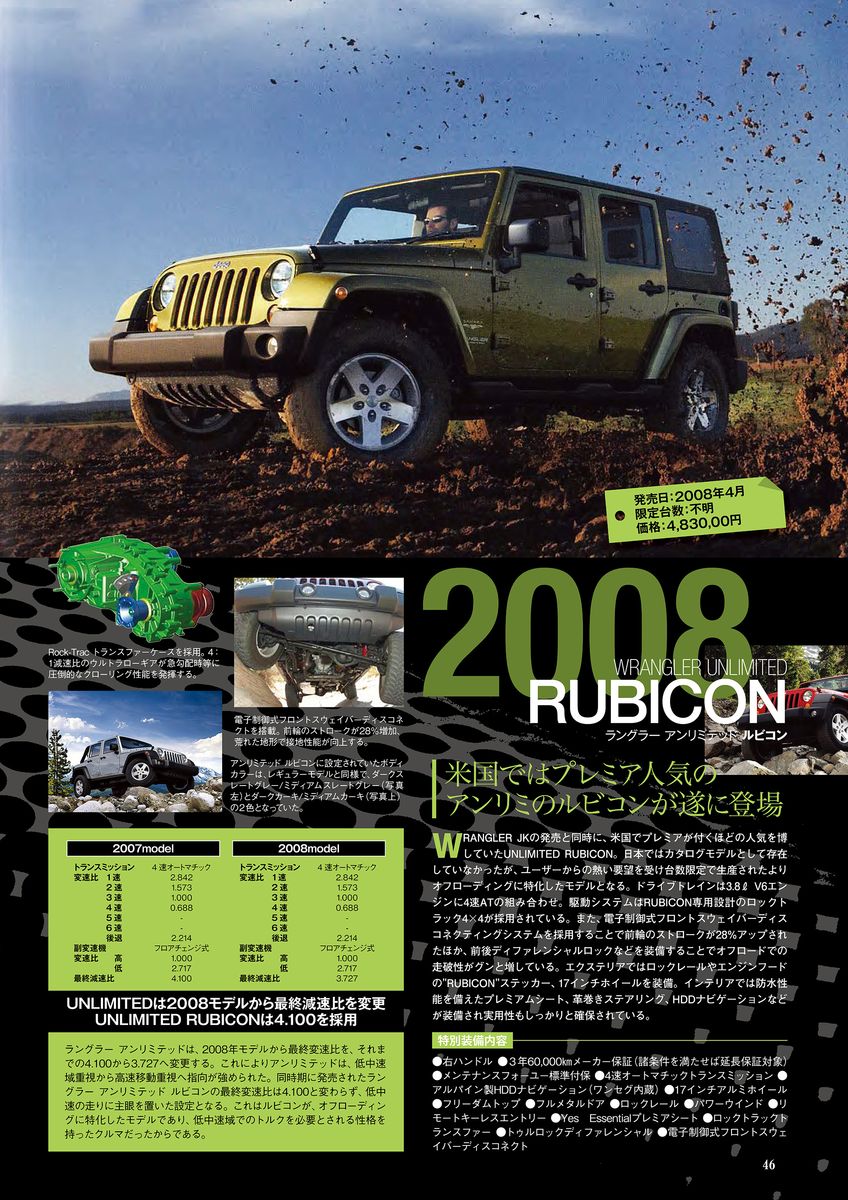 Jeep
発売日：2008年4月
限定台数：不明
価格：4,830,00円
Rock-Trac トランスファーケースを採用。4：
1減速比のウルトラローギアが急勾配時等に
圧倒的なクローリング性能を発揮する。
電子制御式フロントスウェイバーディスコネ
クトを搭載。前輪のストロークが28％増加、
荒れた地形で接地性能が向上する。
アンリミテッド ルビコンに設定されていたボディ
カラーは、レギュラーモデルと同様で、ダークス
レートグレー/ミディアムスレートグレー（写真
左）とダークカーキ/ミディアムカーキ（写真上）
の2色となっていた。
2008
WRANGLER UNLIMITED
RUBICON
ラングラー アンリミテッド ルビコン
米国ではプレミア人気の
アンリミのルビコンが遂に登場
WRANGLER JKの発売と同時に、米国でプレミアが付くほどの人気を博
していたUNLIMITED RUBICON。日本ではカタログモデルとして存在
していなかったが、ユーザーからの熱い要望を受け台数限定で生産されたより
オフローディングに特化したモデルとなる。ドライブトレインは3.8ℓ V6エ
ンジンに4速ATの組み合わせ。駆動システムはRUBICON専用設計のロックト
ラック4×4が採用されている。また、電子制御式フロントスウェイバーディス
コネクティングシステムを採用することで前輪のストロークが28％アップされ
たほか、前後ディファレンシャルロックなどを装備することでオフロードでの
走破性がグンと増している。エクステリアではロックレールやエンジンフード
の"RUBICON"ステッカー、17インチホイールを装備。インテリアでは防水性
能を備えたプレミアムシート、革巻きステアリング、HDDナビゲーションなど
が装備され実用性もしっかりと確保されている。
特別装備内容
●右ハンドル ●3年60,000㎞メーカー保証（諸条件を満たせば延長保証対象）
●メンテナンスフォーユー標準付保 ●4速オートマチックトランスミッション ●
アルパイン製HDDナビゲーション（ワンセグ内蔵） ●17インチアルミホイール
●フリーダムトップ ●フルメタルドア ●ロックレール ●パワーウインド ●リ
モートキーレスエントリー ●Yes Essentialプレミアシート ●ロックトラックト
ランスファー ●トゥルロックディファレンシャル ●電子制御式フロントスウェ
イバーディスコネクト
2007model 2008model
トランスミッション 4速オートマチック トランスミッション 4速オートマチック
変速比 1速 2.842 変速比 1速 2.842
2速 1.573 2速 1.573
3速 1.000 3速 1.000
4速 0.688 4速 0.688
5速 - 5速 -
6速 - 6速 -
後退 2.214 後退 2.214
副変速機 フロアチェンジ式 副変速機 フロアチェンジ式
変速比 高 1.000 変速比 高 1.000
低 2.717 低 2.717
最終減速比 4.100 最終減速比 3.727
UNLIMITEDは2008モデルから最終減速比を変更
UNLIMITED RUBICONは4.100を採用
ラングラー アンリミテッドは、2008年モデルから最終変速比を、それま
での4.100から3.727へ変更する。これによりアンリミテッドは、低中速
域重視から高速移動重視へ指向が強められた。同時期に発売されたラン
グラー アンリミテッド ルビコンの最終変速比は4.100と変わらず、低中
速の走りに主眼を置いた設定となる。これはルビコンが、オフローディン
グに特化したモデルであり、低中速域でのトルクを必要とされる性格を
持ったクルマだったからである。
46